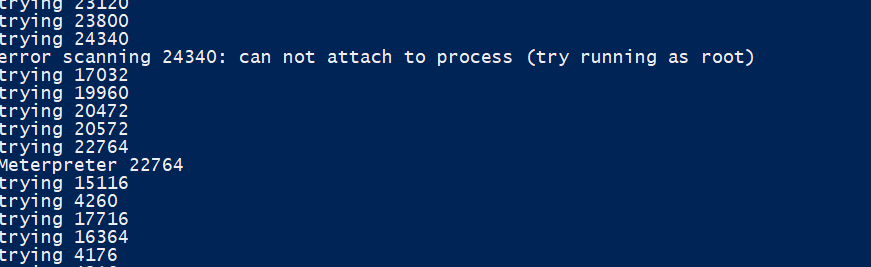 trying 23120
trying 23800
trying 24340
error scanning 24340: can not attach to process (try running as root)
trying 17032
trying 19960
trying 20472
trying 20572
trying 22764
Meterpreter 22764
trying 15116
trying 4260
trying 17716
trying 16364
trying 4176